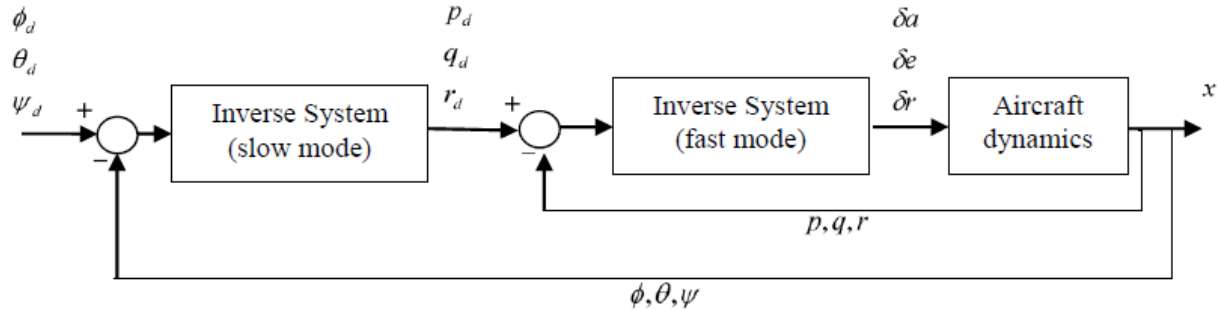 ϕ_d
θ_d
ψ_d
+
−
Inverse System
(slow mode)
p_d
q_d
r_d
+
−
Inverse System
(fast mode)
δa
δe
δr
Aircraft
dynamics
x
p,q,r
ϕ,θ,ψ